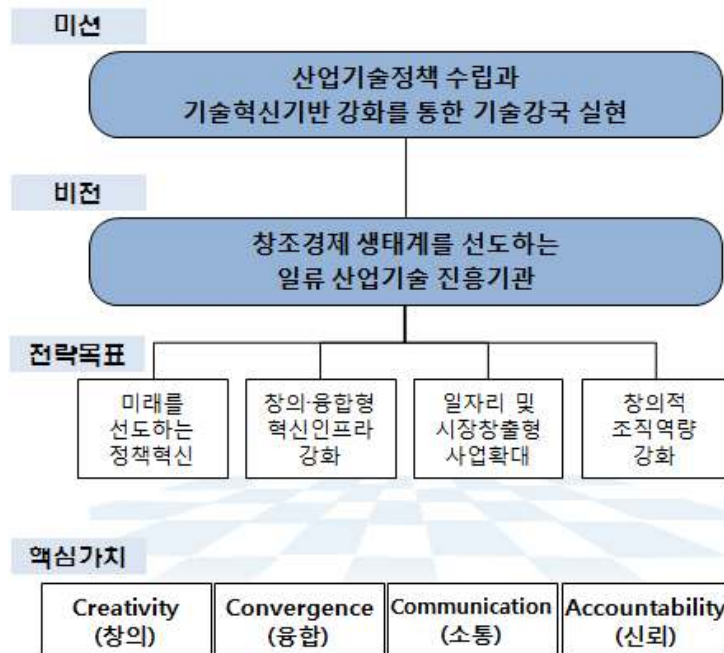 미션
산업기술정책 수립과
기술혁신기반 강화를 통한 기술강국 실현
비전
창조경제 생태계를 선도하는
일류 산업기술 진흥기관
전략목표
미래를
선도하는
정책혁신
창의·융합형
혁신인프라
강화
일자리 및
시장창출형
사업확대
창의적
조직역량
강화
핵심가치
Creativity
(창의)
Convergence
(융합)
Communication
(소통)
Accountability
(신뢰)